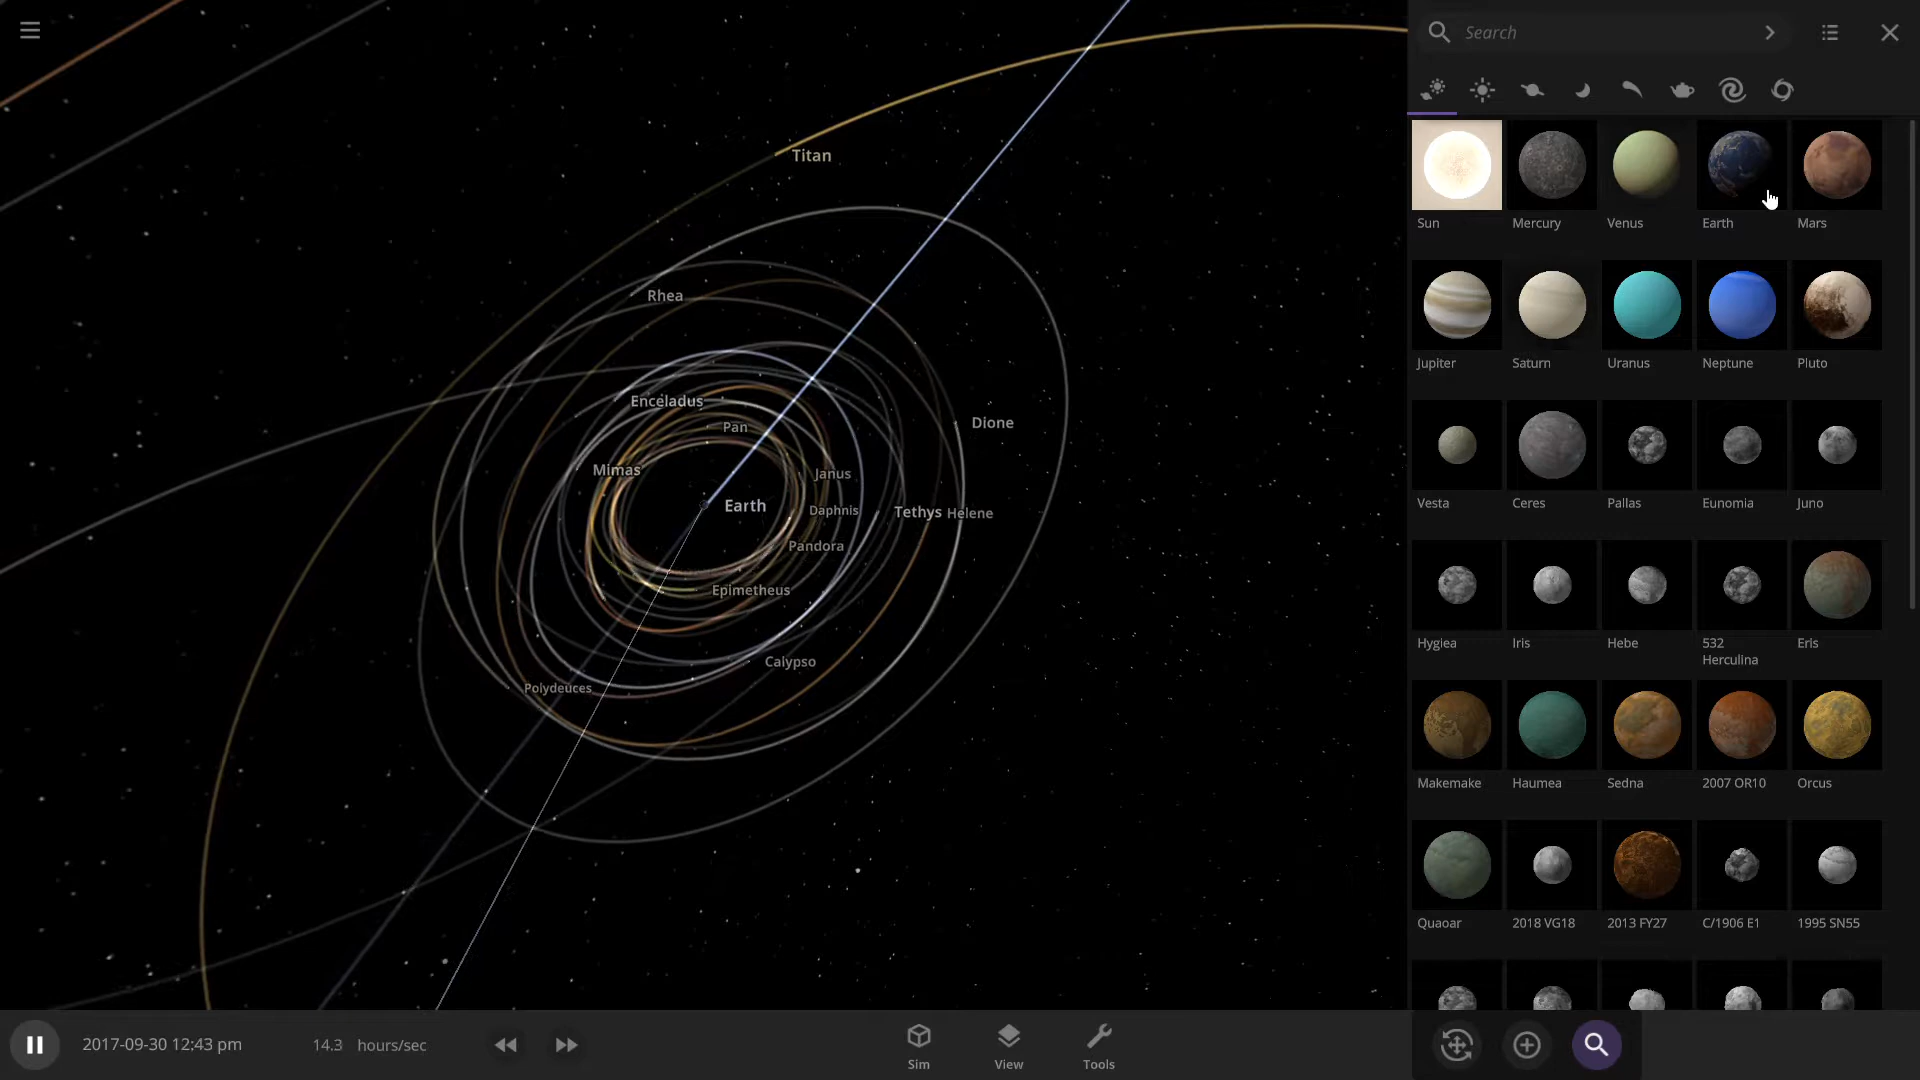 Search
Titan
Rhea
Enceladus
Pan
Dione
Mimas
Janus
Earth
Daphnis
Tethys
Helene
Pandora
Epimetheus
Calypso
Polydeuces
Sun
Mercury
Venus
Earth
Mars
Jupiter
Saturn
Uranus
Neptune
Pluto
Vesta
Ceres
Pallas
Eunomia
Juno
Hygiea
Iris
Hebe
532
Herculina
Eris
Makemake
Haumea
Sedna
2007 OR10
Orcus
Quaoar
2018 VG18
2013 FY27
C/1906 E1
1995 SN55
2017-09-30 12:43 pm
14.3 hours/sec
Sim
View
Tools